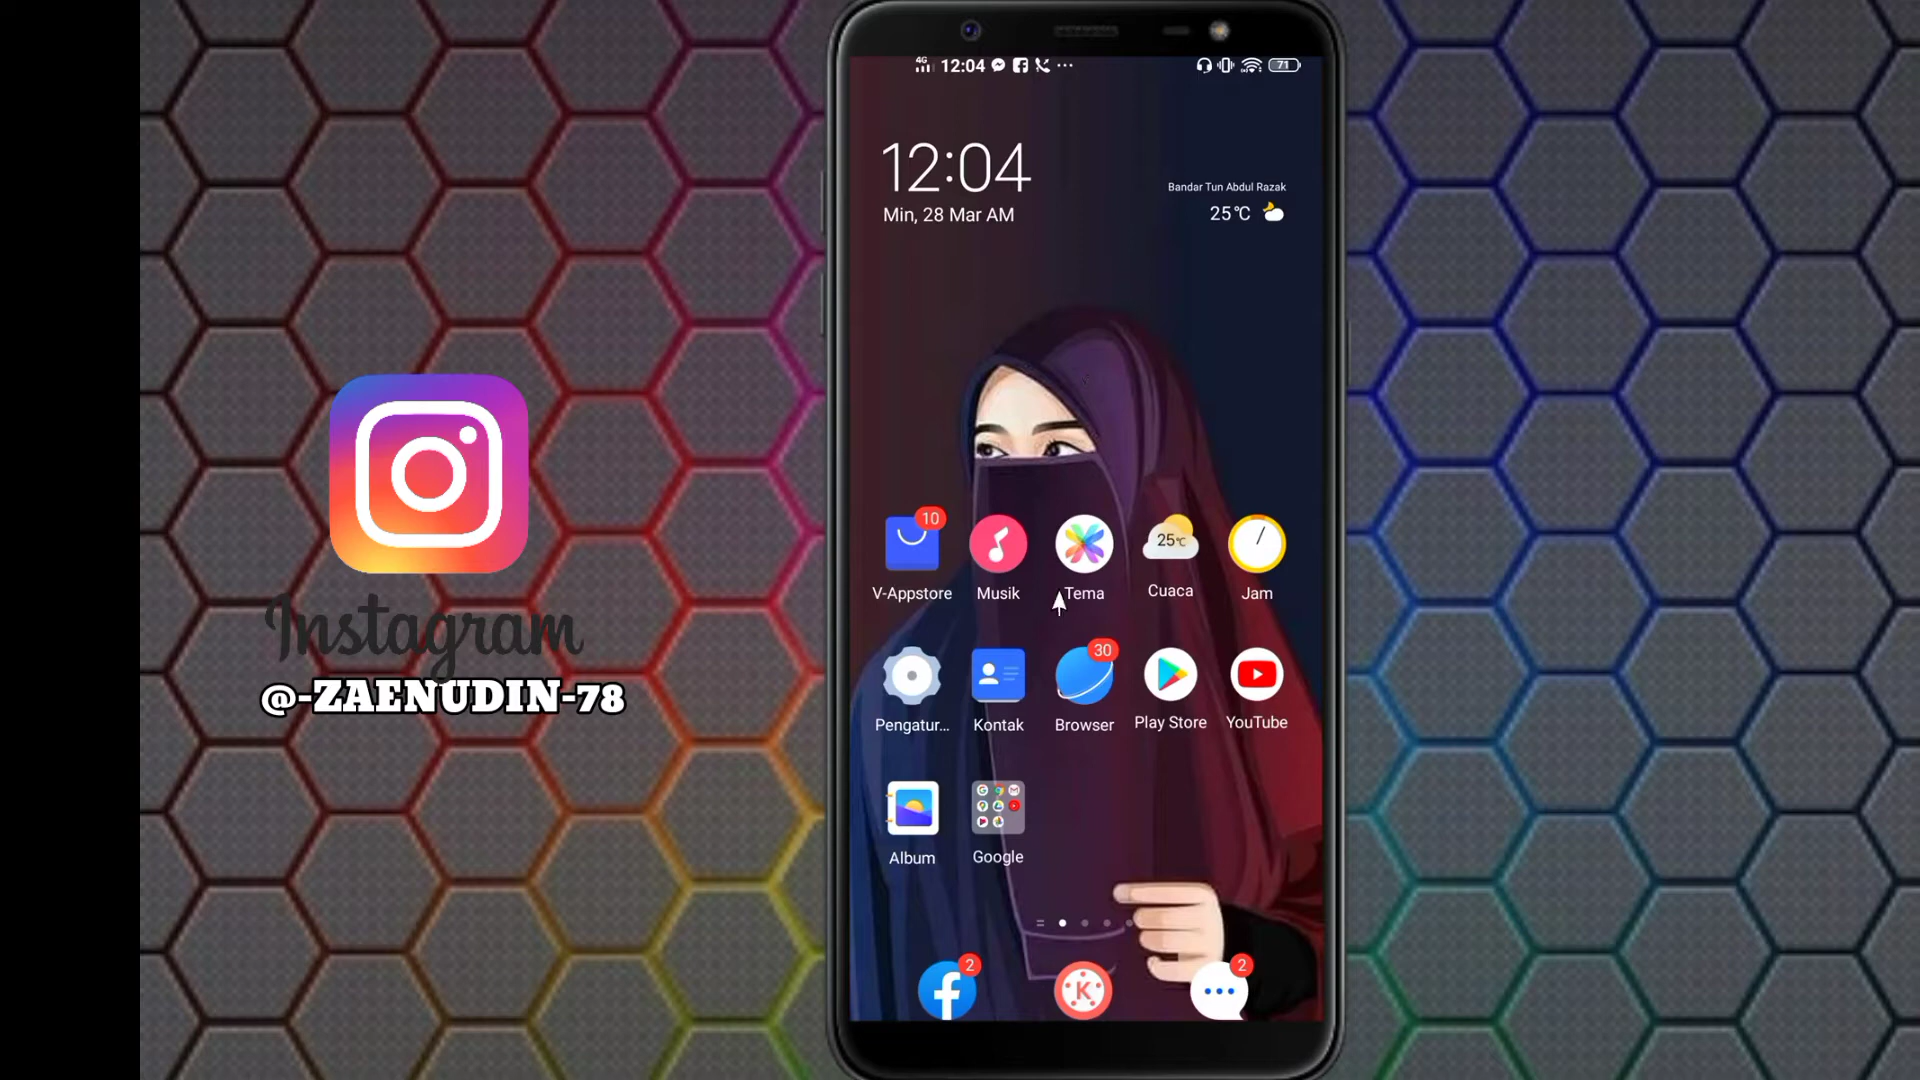 4G 12:04 71
12:04
Min, 28 Mar AM
Bandar Tun Abdul Razak
25°C
10
25℃
V-Appstore Musik Tema Cuaca Jam
30
Pengatur... Kontak Browser Play Store YouTube
Album Google
2 K 2
Instagram
@-ZAENUDIN-78